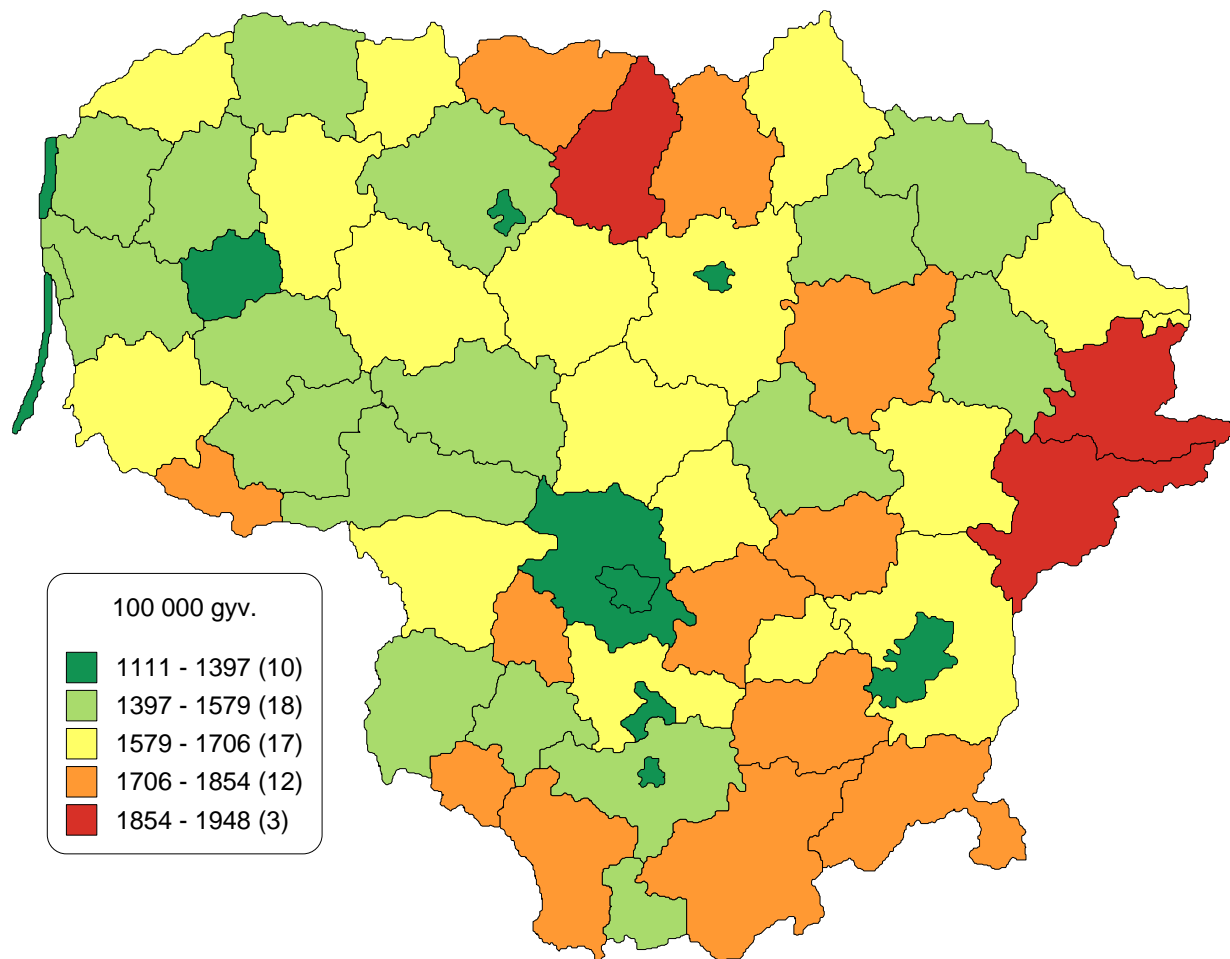 100 000 gyv.
1111 - 1397 (10)
1397 - 1579 (18)
1579 - 1706 (17)
1706 - 1854 (12)
1854 - 1948 (3)